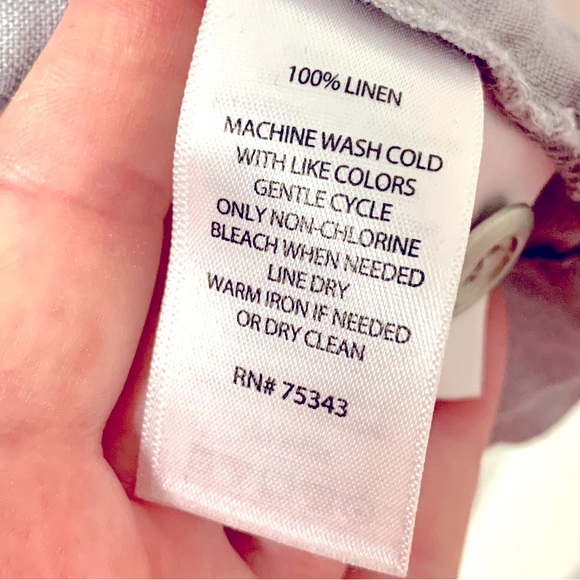 100% LINEN
MACHINE WASH COLD
WITH LIKE COLORS
GENTLE CYCLE
ONLY NON-CHLORINE
BLEACH WHEN NEEDED
LINE DRY
WARM IRON IF NEEDED
OR DRY CLEAN
RN# 75343